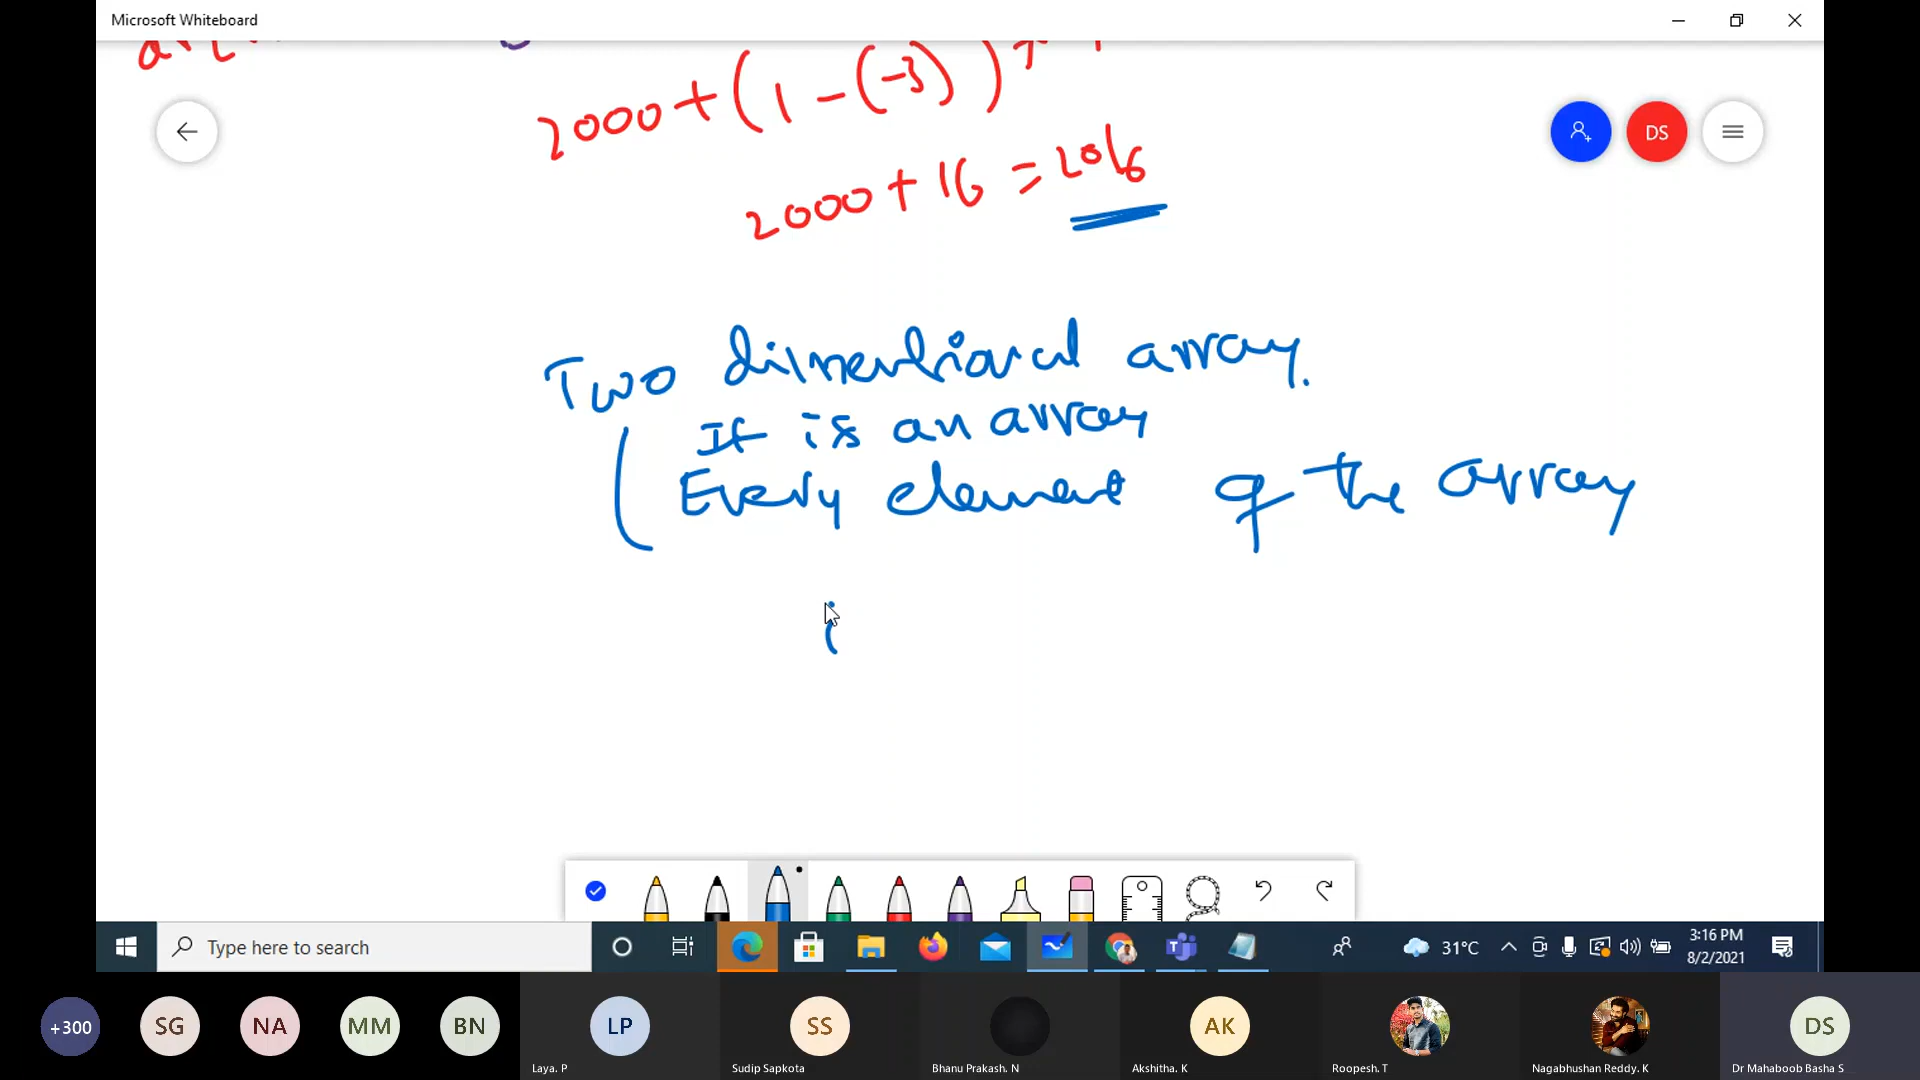 Microsoft Whiteboard
2000 + (1 - (-3))
DS
2000 + 16 = 2016
Two dimentional array.
It is an array
Every element of the array
i
Type here to search
31°C
3:16 PM
8/2/2021
+300
SG
NA
MM
BN
LP
SS
AK
DS
Laya. P
Sudip Sapkota
Bhanu Prakash. N
Akshitha. K
Roopesh. T
Nagabhushan Reddy. K
Dr Mahaboob Basha S